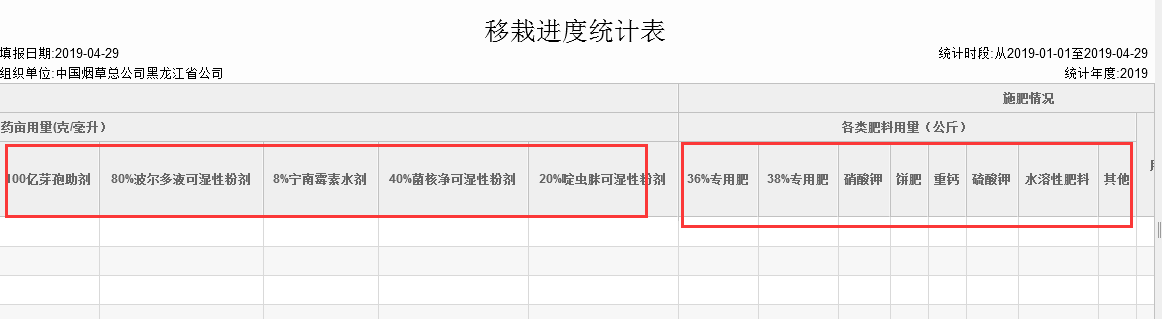 移栽进度统计表
填报日期:2019-04-29
统计时段:从2019-01-01至2019-04-29
组织单位:中国烟草总公司黑龙江省公司
统计年度:2019
施肥情况
药亩用量(克/毫升)
各类肥料用量（公斤）
100亿芽孢助剂
80%波尔多液可湿性粉剂
8%宁南霉素水剂
40%菌核净可湿性粉剂
20%啶虫脒可湿性粉剂
36%专用肥
38%专用肥
硝酸钾
饼肥
重钙
硫酸钾
水溶性肥料
其他